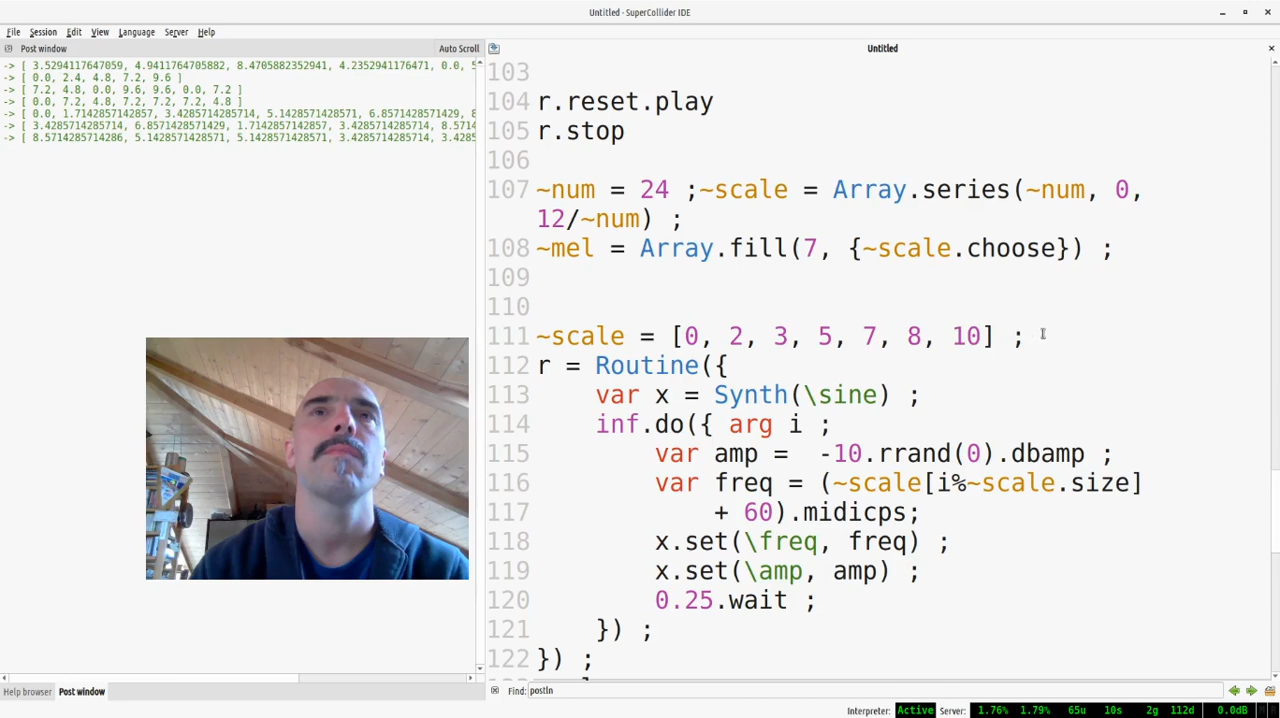 Untitled - SuperCollider IDE
File Session Edit View Language Server Help
Post window
Auto Scroll
Untitled
-> [ 3.5294117647059, 4.9411764705882, 8.4705882352941, 4.2352941176471, 0.0, 5
-> [ 0.0, 2.4, 4.8, 7.2, 9.6 ]
-> [ 7.2, 4.8, 0.0, 9.6, 9.6, 0.0, 7.2 ]
-> [ 0.0, 7.2, 4.8, 7.2, 7.2, 7.2, 4.8 ]
-> [ 0.0, 1.7142857142857, 3.4285714285714, 5.1428571428571, 6.8571428571429, 8
-> [ 3.4285714285714, 6.8571428571429, 1.7142857142857, 3.4285714285714, 8.5714
-> [ 8.5714285714286, 5.1428571428571, 5.1428571428571, 3.4285714285714, 3.4285
103
104 r.reset.play
105 r.stop
106
107 ~num = 24 ;~scale = Array.series(~num, 0,
12/~num) ;
108 ~mel = Array.fill(7, {~scale.choose}) ;
109
110
111 ~scale = [0, 2, 3, 5, 7, 8, 10] ;
112 r = Routine({
113 var x = Synth(\sine) ;
114 inf.do({ arg i ;
115 var amp = -10.rrand(0).dbamp ;
116 var freq = (~scale[i%~scale.size]
117 + 60).midicps;
118 x.set(\freq, freq) ;
119 x.set(\amp, amp) ;
120 0.25.wait ;
121 }) ;
122 }) ;
Help browser Post window
Find: postln
Interpreter: Active Server: 1.76% 1.79% 65u 10s 2g 112d 0.0dB